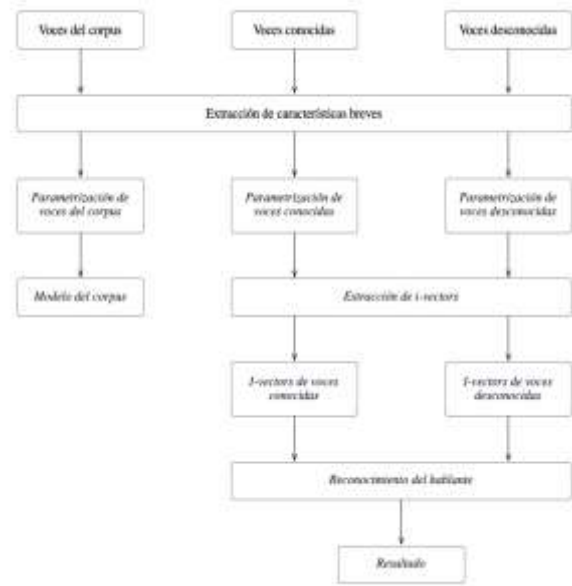 Voces del corpus
Voces conocidas
Voces desconocidas
Extracción de características breves
Parametrización de
voces del corpus
Parametrización de
voces conocidas
Parametrización de
voces desconocidas
Modelo del corpus
Extracción de i-vectors
I-vectors de voces
conocidas
I-vectors de voces
desconocidas
Reconocimiento del hablante
Resultado